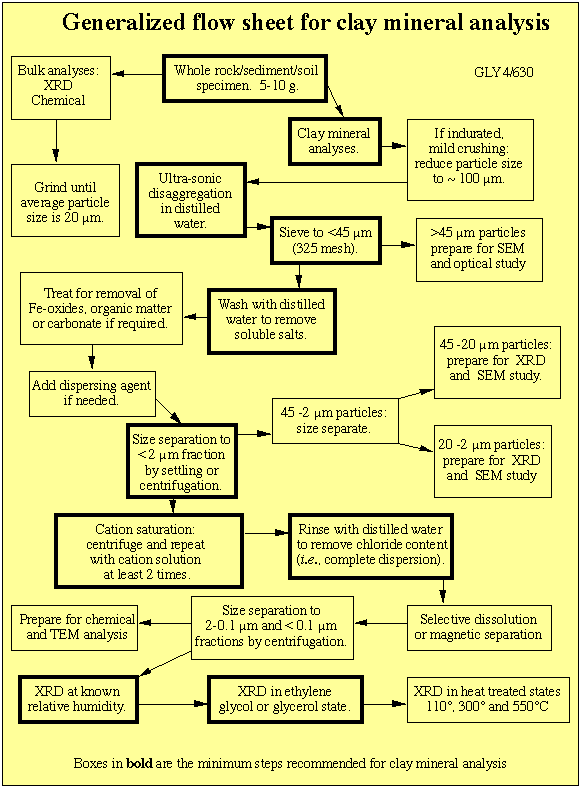 Generalized flow sheet for clay mineral analysis
Bulk analyses:
XRD
Chemical
Whole rock/sediment/soil
specimen. 5-10 g.
GLY 4/630
Clay mineral
analyses.
If indurated,
mild crushing:
reduce particle size
to ~ 100 µm.
Grind until
average particle
size is 20 µm.
Ultra-sonic
disaggregation
in distilled
water.
Sieve to <45 µm
(325 mesh).
>45 µm particles
prepare for SEM
and optical study
Treat for removal of
Fe-oxides, organic matter
or carbonate if required.
Wash with distilled
water to remove
soluble salts.
45 -20 µm particles:
prepare for XRD
and SEM study.
Add dispersing agent
if needed.
45 -2 µm particles:
size separate.
Size separation to
<2 µm fraction
by settling or
centrifugation.
20 -2 µm particles:
prepare for XRD
and SEM study
Cation saturation:
centrifuge and repeat
with cation solution
at least 2 times.
Rinse with distilled water
to remove chloride content
(i.e., complete dispersion).
Prepare for chemical
and TEM analysis
Size separation to
2-0.1 µm and < 0.1 µm
fractions by centrifugation.
Selective dissolution
or magnetic separation
XRD at known
relative humidity.
XRD in ethylene
glycol or glycerol state.
XRD in heat treated states
110°, 300° and 550°C
Boxes in bold are the minimum steps recommended for clay mineral analysis